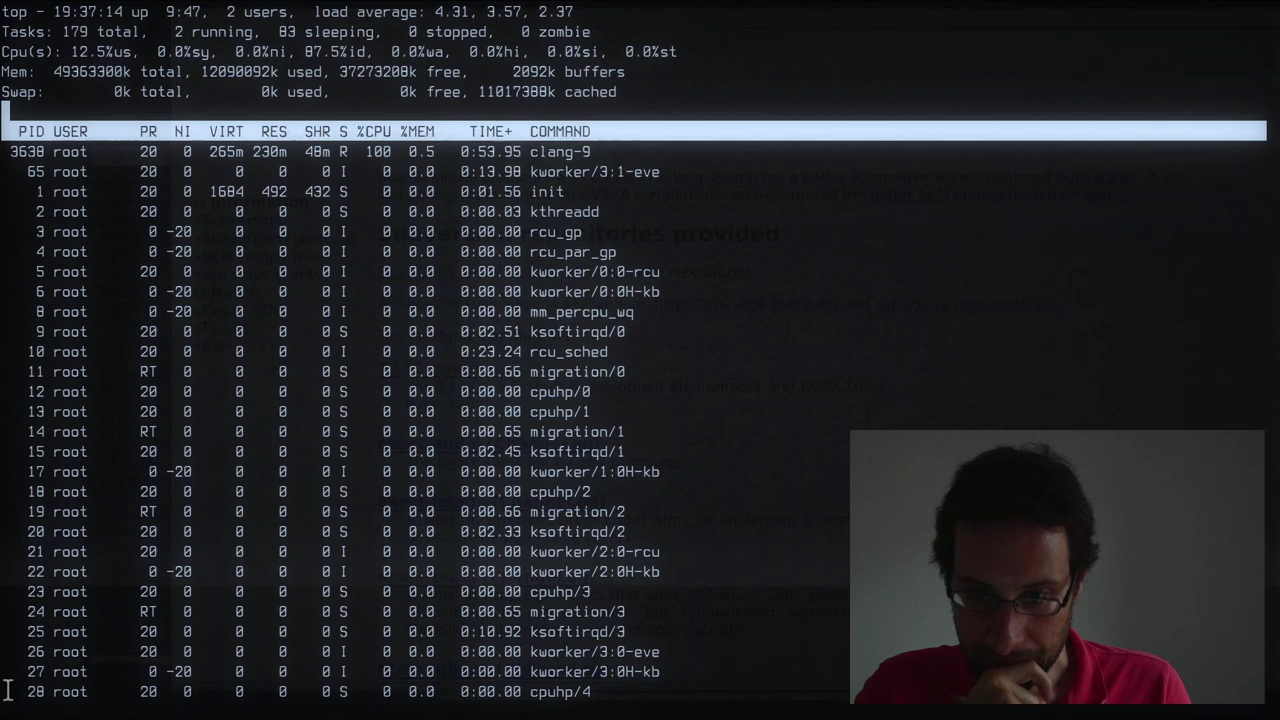 top - 19:37:14 up  9:47,  2 users,  load average: 4.31, 3.57, 2.37
Tasks: 179 total,   2 running,  83 sleeping,   0 stopped,   0 zombie
Cpu(s): 12.5%us,  0.0%sy,  0.0%ni, 87.5%id,  0.0%wa,  0.0%hi,  0.0%si,  0.0%st
Mem:  49363300k total, 12090092k used, 37273208k free,     2092k buffers
Swap:        0k total,        0k used,        0k free, 11017388k cached
PID USER      PR  NI  VIRT  RES  SHR S %CPU %MEM    TIME+  COMMAND
3638 root      20   0  265m 230m  48m R  100  0.5   0:53.95 clang-9
65 root      20   0     0    0    0 I    0  0.0   0:13.98 kworker/3:1-eve
1 root      20   0  1684  492  432 S    0  0.0   0:01.56 init
2 root      20   0     0    0    0 S    0  0.0   0:00.03 kthreadd
3 root       0 -20     0    0    0 I    0  0.0   0:00.00 rcu_gp
4 root       0 -20     0    0    0 I    0  0.0   0:00.00 rcu_par_gp
5 root      20   0     0    0    0 I    0  0.0   0:00.00 kworker/0:0-rcu
6 root       0 -20     0    0    0 I    0  0.0   0:00.00 kworker/0:0H-kb
8 root       0 -20     0    0    0 I    0  0.0   0:00.00 mm_percpu_wq
9 root      20   0     0    0    0 S    0  0.0   0:02.51 ksoftirqd/0
10 root      20   0     0    0    0 I    0  0.0   0:23.24 rcu_sched
11 root      RT   0     0    0    0 S    0  0.0   0:00.66 migration/0
12 root      20   0     0    0    0 S    0  0.0   0:00.00 cpuhp/0
13 root      20   0     0    0    0 S    0  0.0   0:00.00 cpuhp/1
14 root      RT   0     0    0    0 S    0  0.0   0:00.65 migration/1
15 root      20   0     0    0    0 S    0  0.0   0:02.45 ksoftirqd/1
17 root       0 -20     0    0    0 I    0  0.0   0:00.00 kworker/1:0H-kb
18 root      20   0     0    0    0 S    0  0.0   0:00.00 cpuhp/2
19 root      RT   0     0    0    0 S    0  0.0   0:00.66 migration/2
20 root      20   0     0    0    0 S    0  0.0   0:02.33 ksoftirqd/2
21 root      20   0     0    0    0 I    0  0.0   0:00.00 kworker/2:0-rcu
22 root       0 -20     0    0    0 I    0  0.0   0:00.00 kworker/2:0H-kb
23 root      20   0     0    0    0 S    0  0.0   0:00.00 cpuhp/3
24 root      RT   0     0    0    0 S    0  0.0   0:00.65 migration/3
25 root      20   0     0    0    0 S    0  0.0   0:10.92 ksoftirqd/3
26 root      20   0     0    0    0 I    0  0.0   0:00.00 kworker/3:0-eve
27 root       0 -20     0    0    0 I    0  0.0   0:00.00 kworker/3:0H-kb
28 root      20   0     0    0    0 S    0  0.0   0:00.00 cpuhp/4